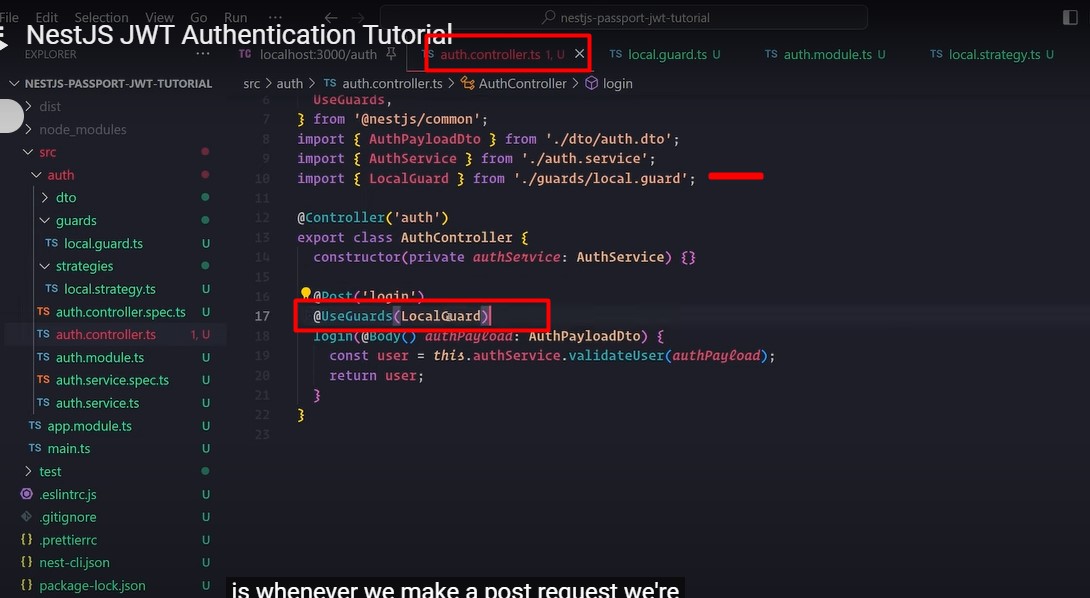 File Edit Selection View Go Run ... nestjs-passport-jwt-tutorial
NestJS JWT Authentication Tutorial
EXPLORER ...
TC localhost:3000/auth TS auth.controller.ts 1, U × TS local.guard.ts U TS auth.module.ts U TS local.strategy.ts U
NESTJS-PASSPORT-JWT-TUTORIAL
dist
node_modules
src
auth
dto
guards
TS local.guard.ts U
strategies
TS local.strategy.ts U
TS auth.controller.spec.ts U
TS auth.controller.ts 1, U
TS auth.module.ts U
TS auth.service.spec.ts U
TS auth.service.ts U
TS app.module.ts U
TS main.ts U
test
.eslintrc.js U
.gitignore U
{} .prettierrc U
{} nest-cli.json U
{} package-lock.json U
src > auth > TS auth.controller.ts > AuthController > login
6 UseGuards,
7 } from '@nestjs/common';
8 import { AuthPayloadDto } from './dto/auth.dto';
9 import { AuthService } from './auth.service';
10 import { LocalGuard } from './guards/local.guard';
11
12 @Controller('auth')
13 export class AuthController {
14 constructor(private authService: AuthService) {}
15
16 @Post('login')
17 @UseGuards(LocalGuard)
18 login(@Body() authPayload: AuthPayloadDto) {
19 const user = this.authService.validateUser(authPayload);
20 return user;
21 }
22 }
23
is whenever we make a post request we're